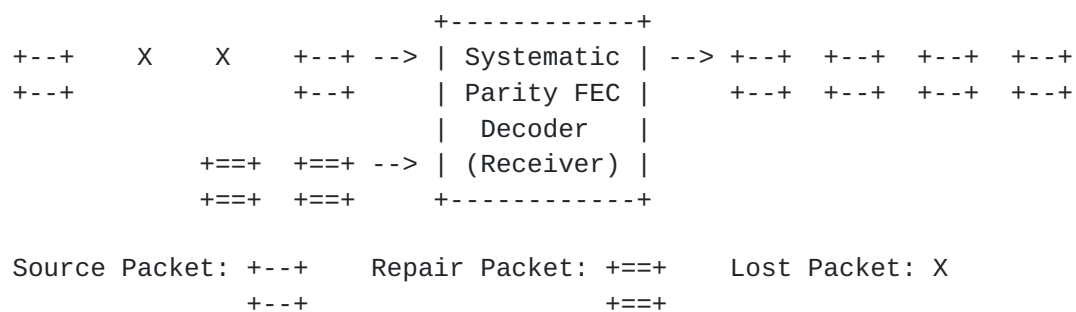 +------------+
+--+    X    X    +--+ --> | Systematic | --> +--+  +--+  +--+  +--+
+--+              +--+     | Parity FEC |     +--+  +--+  +--+  +--+
                           |  Decoder   |
            +==+  +==+ --> | (Receiver) |
            +==+  +==+     +------------+

Source Packet: +--+    Repair Packet: +==+    Lost Packet: X
               +--+                   +==+